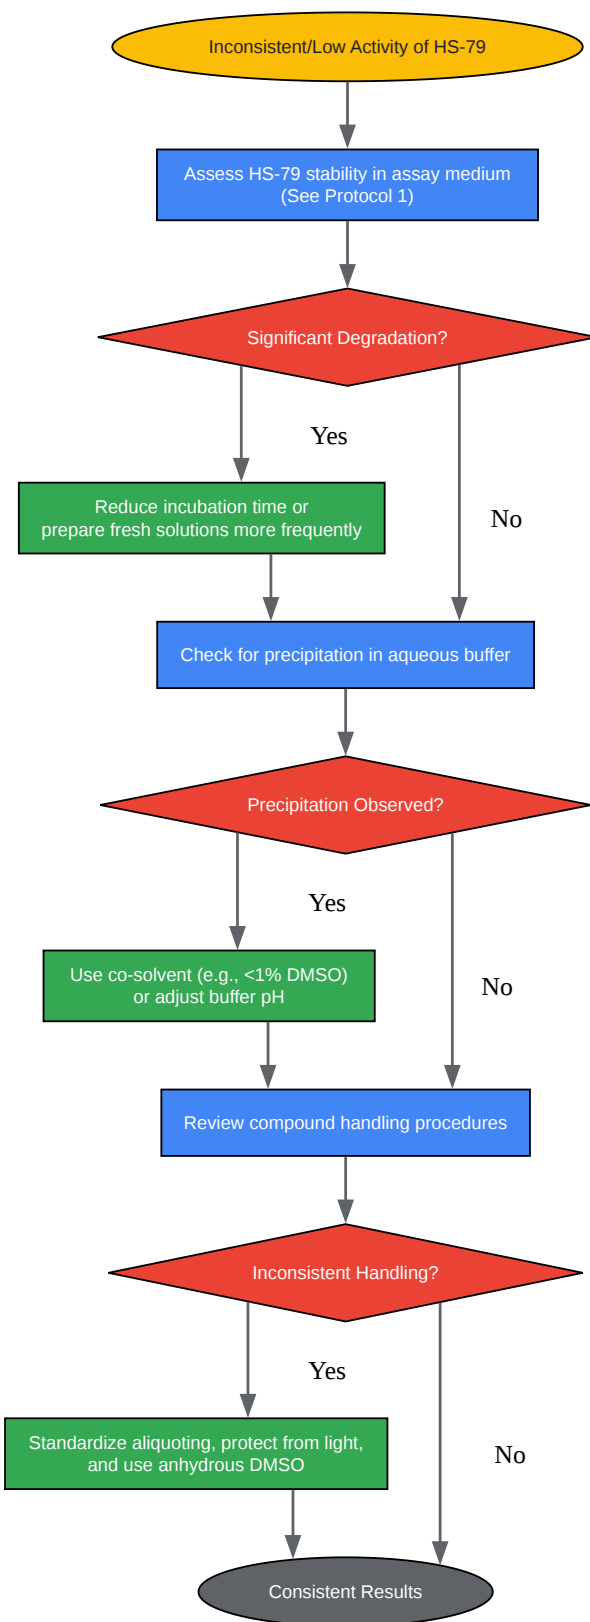 Inconsistent/Low Activity of HS-79
Assess HS-79 stability in assay medium
(See Protocol 1)
Significant Degradation?
Yes
Reduce incubation time or
prepare fresh solutions more frequently
No
Check for precipitation in aqueous buffer
Precipitation Observed?
Yes
Use co-solvent (e.g., <1% DMSO)
or adjust buffer pH
No
Review compound handling procedures
Inconsistent Handling?
Yes
Standardize aliquoting, protect from light,
and use anhydrous DMSO
No
Consistent Results